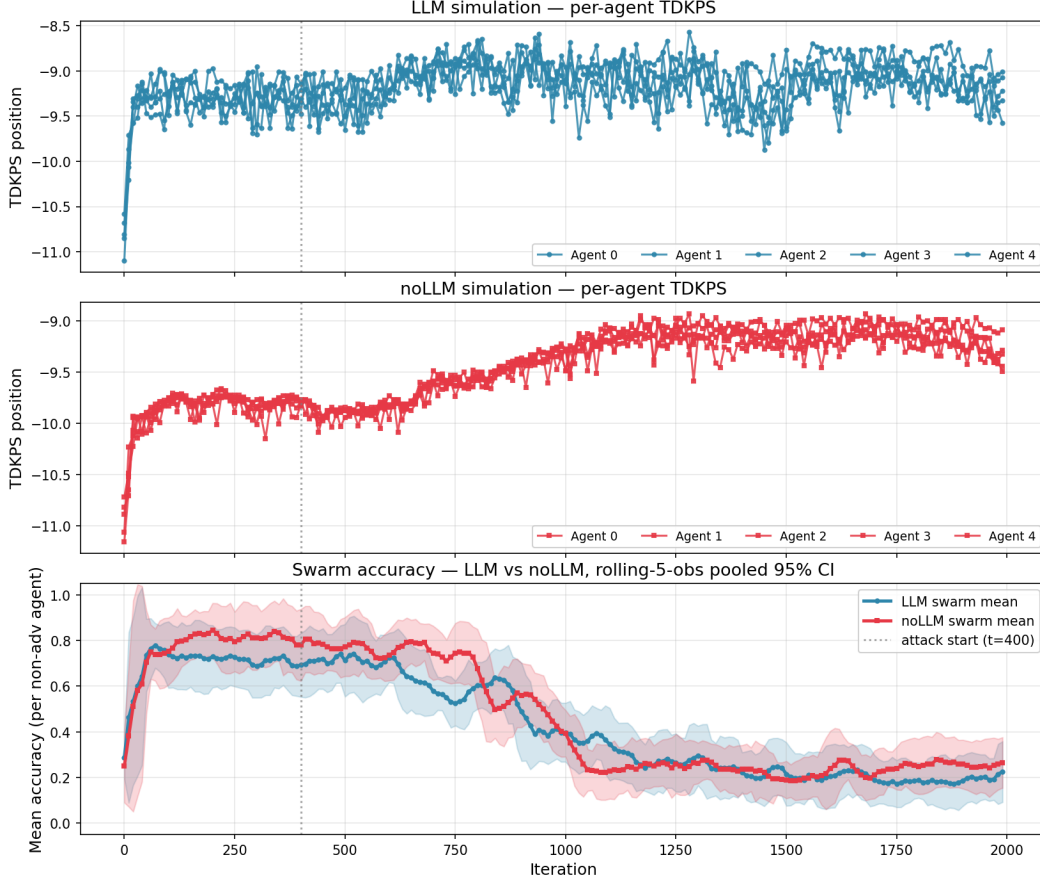 LLM simulation — per-agent TDKPS
TDKPS position
−8.5
−9.0
−9.5
−10.0
−10.5
−11.0
Agent 0 Agent 1 Agent 2 Agent 3 Agent 4
noLLM simulation — per-agent TDKPS
TDKPS position
−9.0
−9.5
−10.0
−10.5
−11.0
Agent 0 Agent 1 Agent 2 Agent 3 Agent 4
Swarm accuracy — LLM vs noLLM, rolling-5-obs pooled 95% CI
Mean accuracy (per non-adv agent)
1.0
0.8
0.6
0.4
0.2
0.0
LLM swarm mean
noLLM swarm mean
attack start (t=400)
0 250 500 750 1000 1250 1500 1750 2000
Iteration